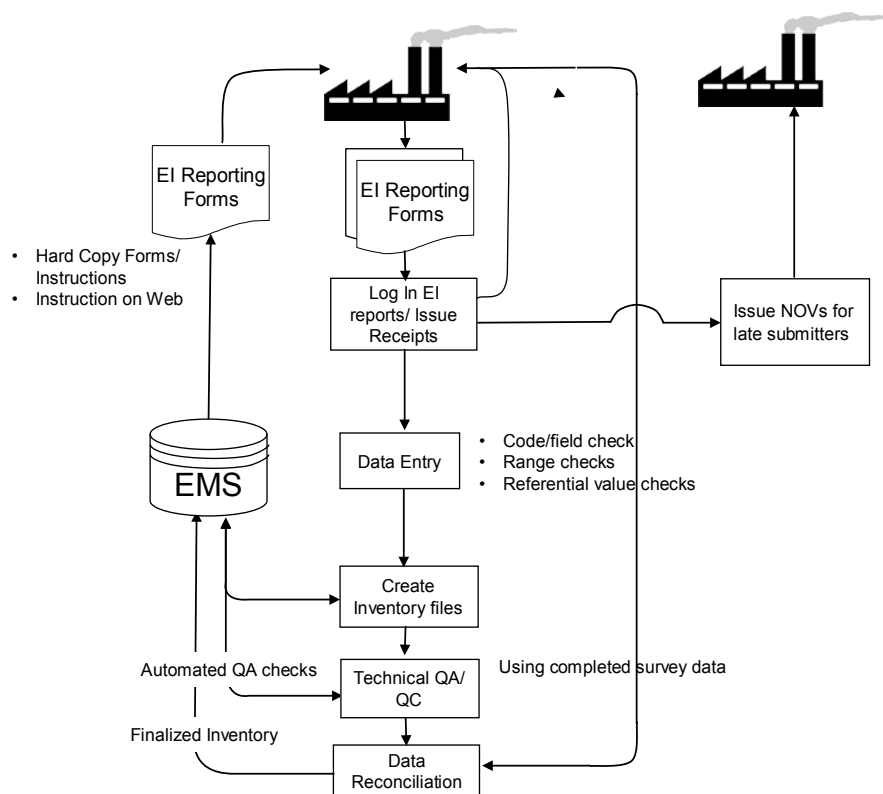 EI Reporting
Forms
EI Reporting
Forms
• Hard Copy Forms/
Instructions
• Instruction on Web
Log In EI
reports/ Issue
Receipts
Issue NOVs for
late submitters
EMS
Data Entry
• Code/field check
• Range checks
• Referential value checks
Create
Inventory files
Automated QA checks
Technical QA/
QC
Using completed survey data
Finalized Inventory
Data
Reconciliation